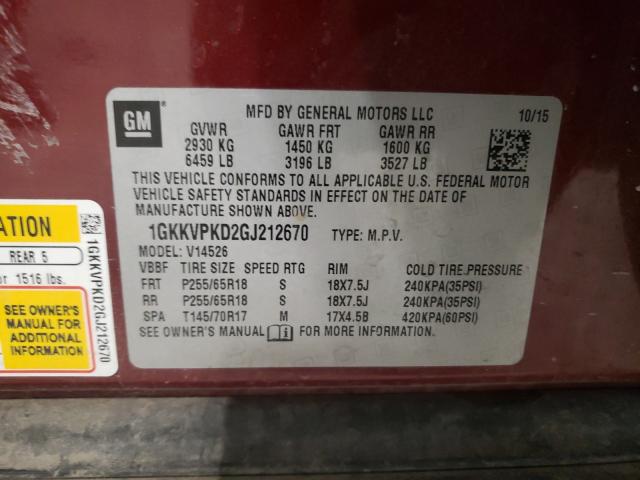 GM
MFD BY GENERAL MOTORS LLC 10/15
GVWR GAWR FRT GAWR RR
2930 KG 1450 KG 1600 KG
6459 LB 3196 LB 3527 LB
THIS VEHICLE CONFORMS TO ALL APPLICABLE U.S. FEDERAL MOTOR
VEHICLE SAFETY STANDARDS IN EFFECT ON THE DATE OF
MANUFACTURE SHOWN ABOVE.
1GKKVPKD2GJ212670 TYPE: M.P.V.
MODEL: V14526
VBBF TIRE SIZE SPEED RTG RIM COLD TIRE PRESSURE
FRT P255/65R18 S 18X7.5J 240KPA(35PSI)
RR P255/65R18 S 18X7.5J 240KPA(35PSI)
SPA T145/70R17 M 17X4.5B 420KPA(60PSI)
SEE OWNER'S MANUAL FOR MORE INFORMATION.
ATION
REAR 5
or 1516 lbs.
SEE OWNER'S
MANUAL FOR
ADDITIONAL
INFORMATION
1GKKVPKD2GJ212670